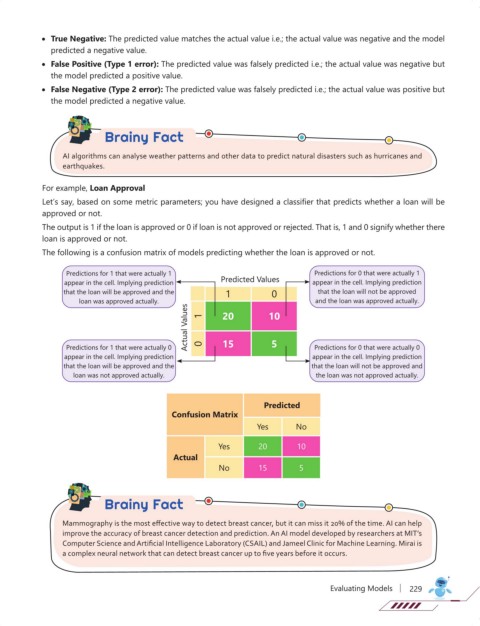 • True Negative: The predicted value matches the actual value i.e.; the actual value was negative and the model
predicted a negative value.
• False Positive (Type 1 error): The predicted value was falsely predicted i.e.; the actual value was negative but
the model predicted a positive value.
• False Negative (Type 2 error): The predicted value was falsely predicted i.e.; the actual value was positive but
the model predicted a negative value.
Brainy Fact
AI algorithms can analyse weather patterns and other data to predict natural disasters such as hurricanes and
earthquakes.
For example, Loan Approval
Let's say, based on some metric parameters; you have designed a classifier that predicts whether a loan will be
approved or not.
The output is 1 if the loan is approved or 0 if loan is not approved or rejected. That is, 1 and 0 signify whether there
loan is approved or not.
The following is a confusion matrix of models predicting whether the loan is approved or not.
Predictions for 1 that were actually 1
appear in the cell. Implying prediction
that the loan will be approved and the
loan was approved actually.
Predicted Values
1 0
Predictions for 0 that were actually 1
appear in the cell. Implying prediction
that the loan will not be approved
and the loan was approved actually.
Actual Values
1 20 10
0 15 5
Predictions for 1 that were actually 0
appear in the cell. Implying prediction
that the loan will be approved and the
loan was not approved actually.
Predictions for 0 that were actually 0
appear in the cell. Implying prediction
that the loan will not be approved and
the loan was not approved actually.
Confusion Matrix
Predicted
Yes No
Actual
Yes 20 10
No 15 5
Brainy Fact
Mammography is the most effective way to detect breast cancer, but it can miss it 20% of the time. AI can help
improve the accuracy of breast cancer detection and prediction. An AI model developed by researchers at MIT's
Computer Science and Artificial Intelligence Laboratory (CSAIL) and Jameel Clinic for Machine Learning. Mirai is
a complex neural network that can detect breast cancer up to five years before it occurs.
Evaluating Models | 229